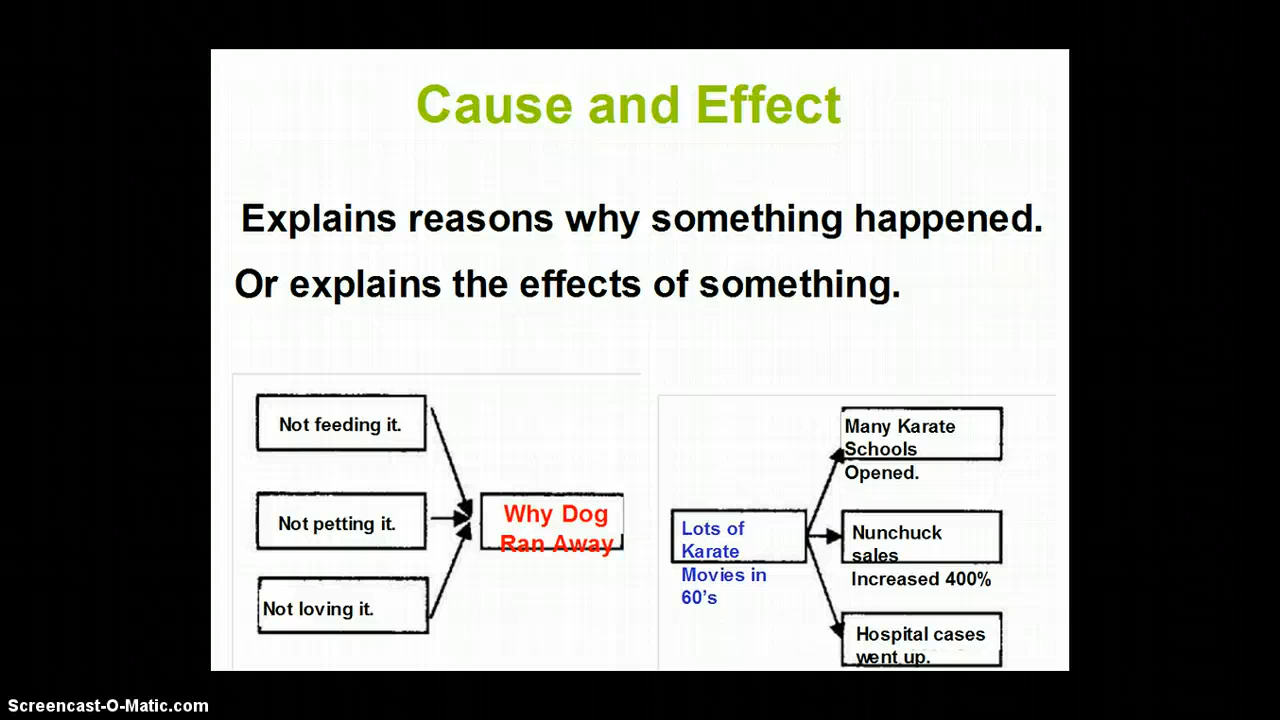 Cause and Effect
Explains reasons why something happened.
Or explains the effects of something.
Not feeding it.
Not petting it.
Not loving it.
Why Dog
Ran Away
Lots of
Karate
Movies in
60's
Many Karate
Schools
Opened.
Nunchuck
sales
Increased 400%
Hospital cases
went up.
Screencast-O-Matic.com